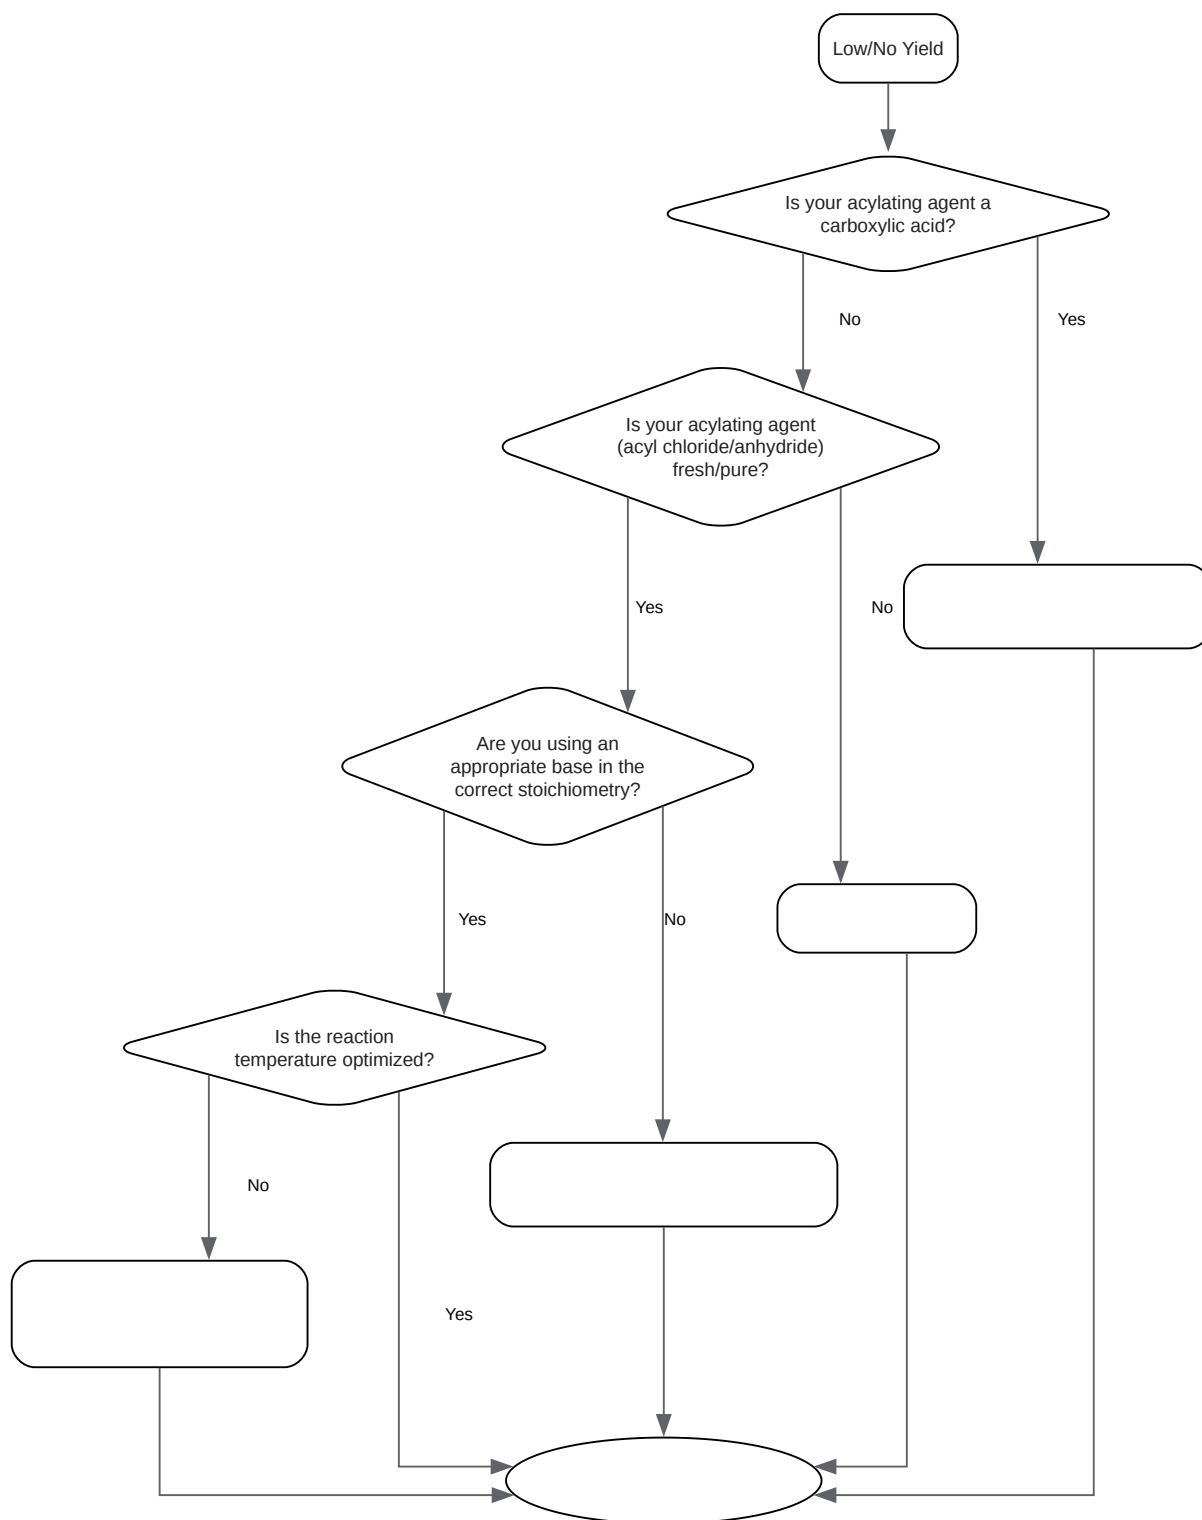 Low/No Yield
Is your acylating agent a
carboxylic acid?
No
Yes
Is your acylating agent
(acyl chloride/anhydride)
fresh/pure?
Yes
No
Are you using an
appropriate base in the
correct stoichiometry?
Yes
No
Is the reaction
temperature optimized?
No
Yes